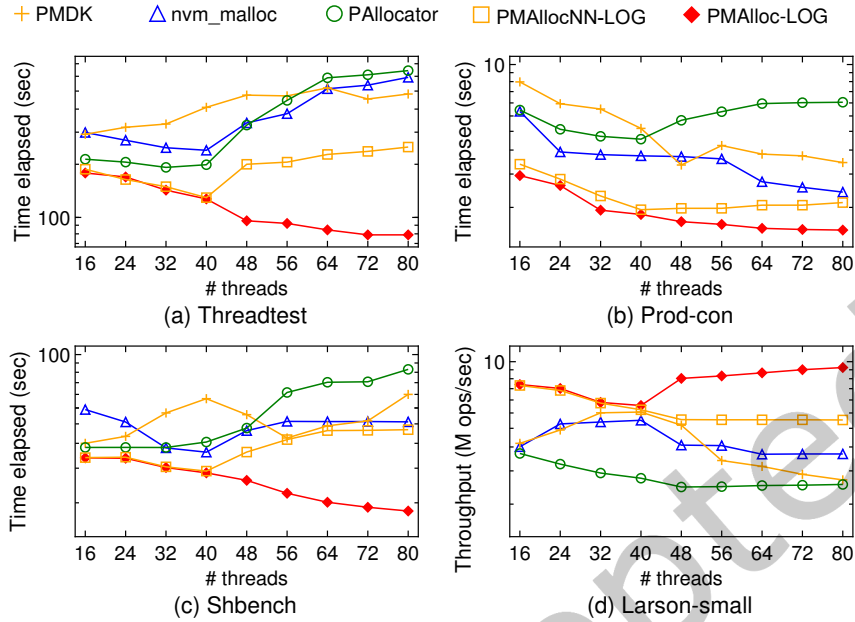 PMDK nvm_malloc PAllocator PMAllocNN-LOG PMAlloc-LOG
Time elapsed (sec)
100
16 24 32 40 48 56 64 72 80
# threads
(a) Threadtest
Time elapsed (sec)
10
16 24 32 40 48 56 64 72 80
# threads
(b) Prod-con
Time elapsed (sec)
100
16 24 32 40 48 56 64 72 80
# threads
(c) Shbench
Throughput (M ops/sec)
10
16 24 32 40 48 56 64 72 80
# threads
(d) Larson-small